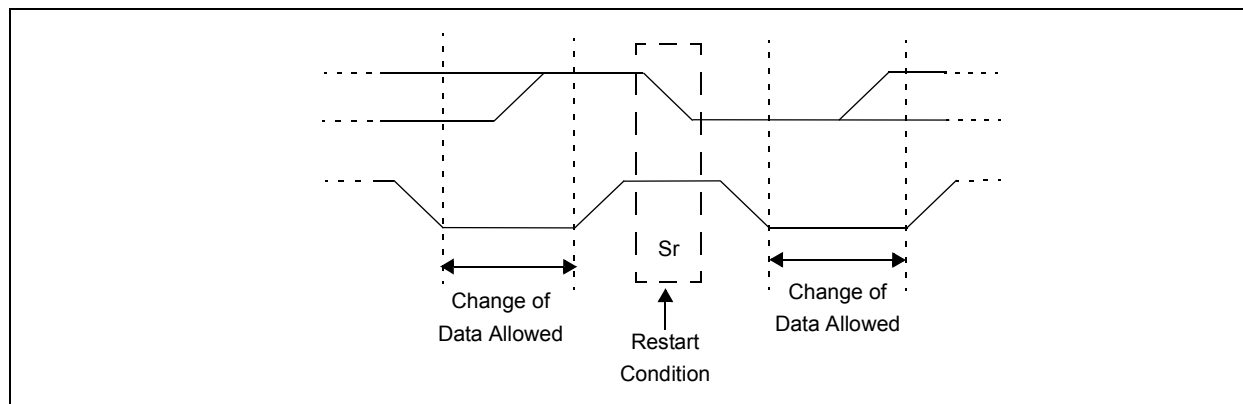 Sr
Change of
Data Allowed
Restart
Condition
Change of
Data Allowed